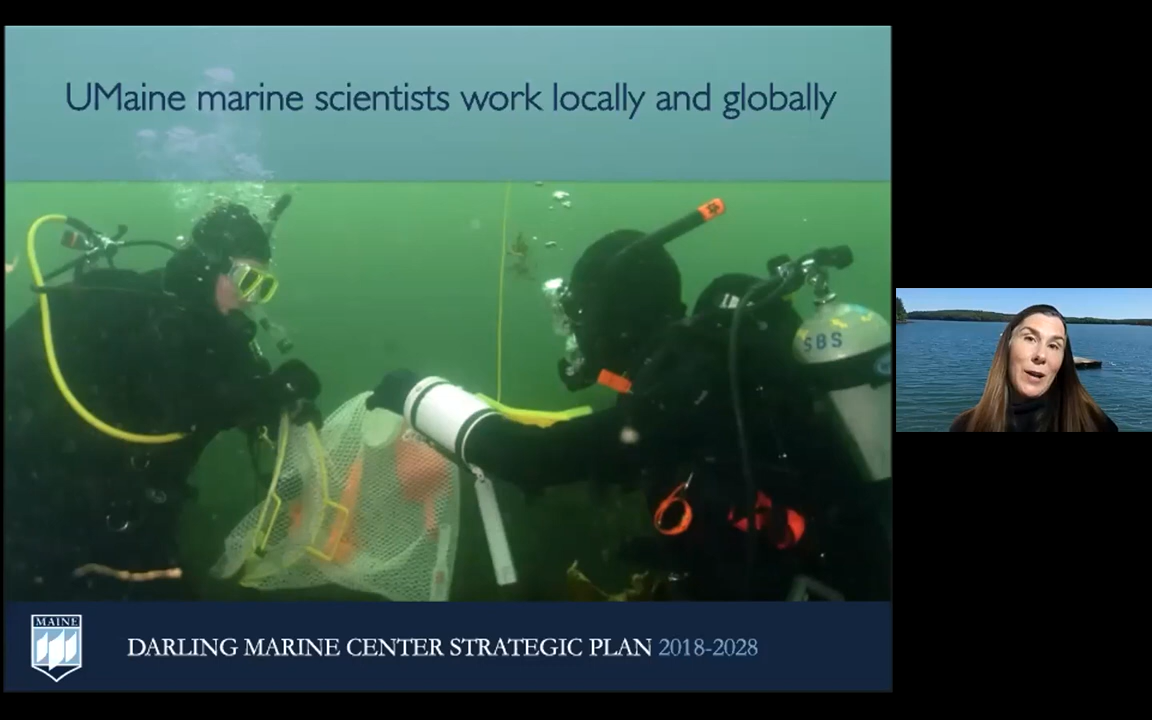 UMaine marine scientists work locally and globally
SBS
MAINE
DARLING MARINE CENTER STRATEGIC PLAN 2018-2028